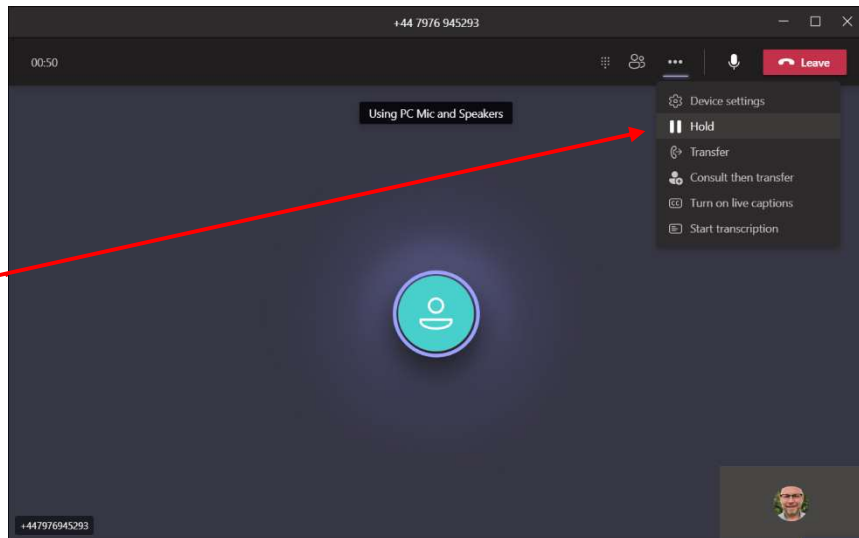 +44 7976 945293
00:50
Leave
Using PC Mic and Speakers
Device settings
Hold
Transfer
Consult then transfer
CC Turn on live captions
Start transcription
+447976945293